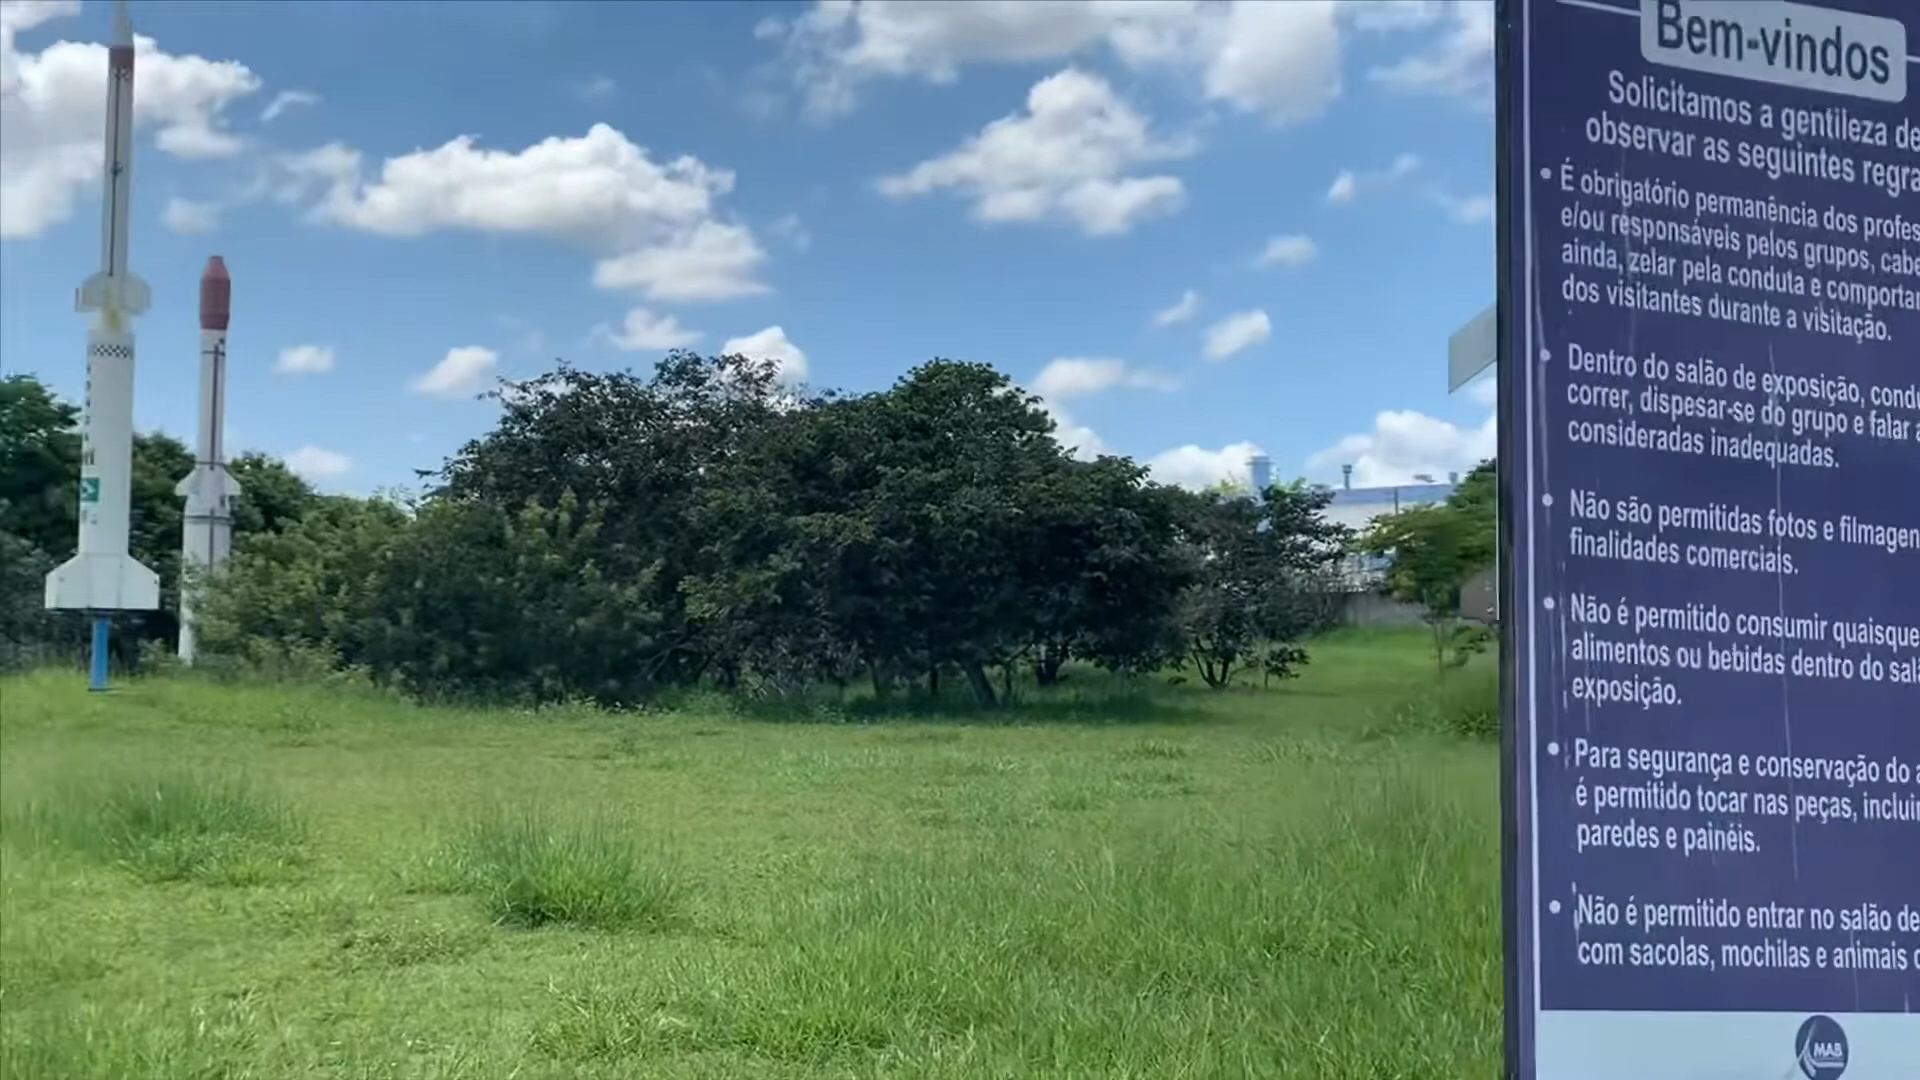 Bem-vindos
Solicitamos a gentileza de
observar as seguintes regra
• É obrigatório permanência dos profes
e/ou responsáveis pelos grupos, cabe
ainda, zelar pela conduta e comportar
dos visitantes durante a visitação.
• Dentro do salão de exposição, condu
correr, dispesar-se do grupo e falar a
consideradas inadequadas.
• Não são permitidas fotos e filmagen
finalidades comerciais.
• Não é permitido consumir quaisque
alimentos ou bebidas dentro do sal
exposição.
• Para segurança e conservação do a
é permitido tocar nas peças, inclui
paredes e painéis.
• Não é permitido entrar no salão de
com sacolas, mochilas e animais
MAB